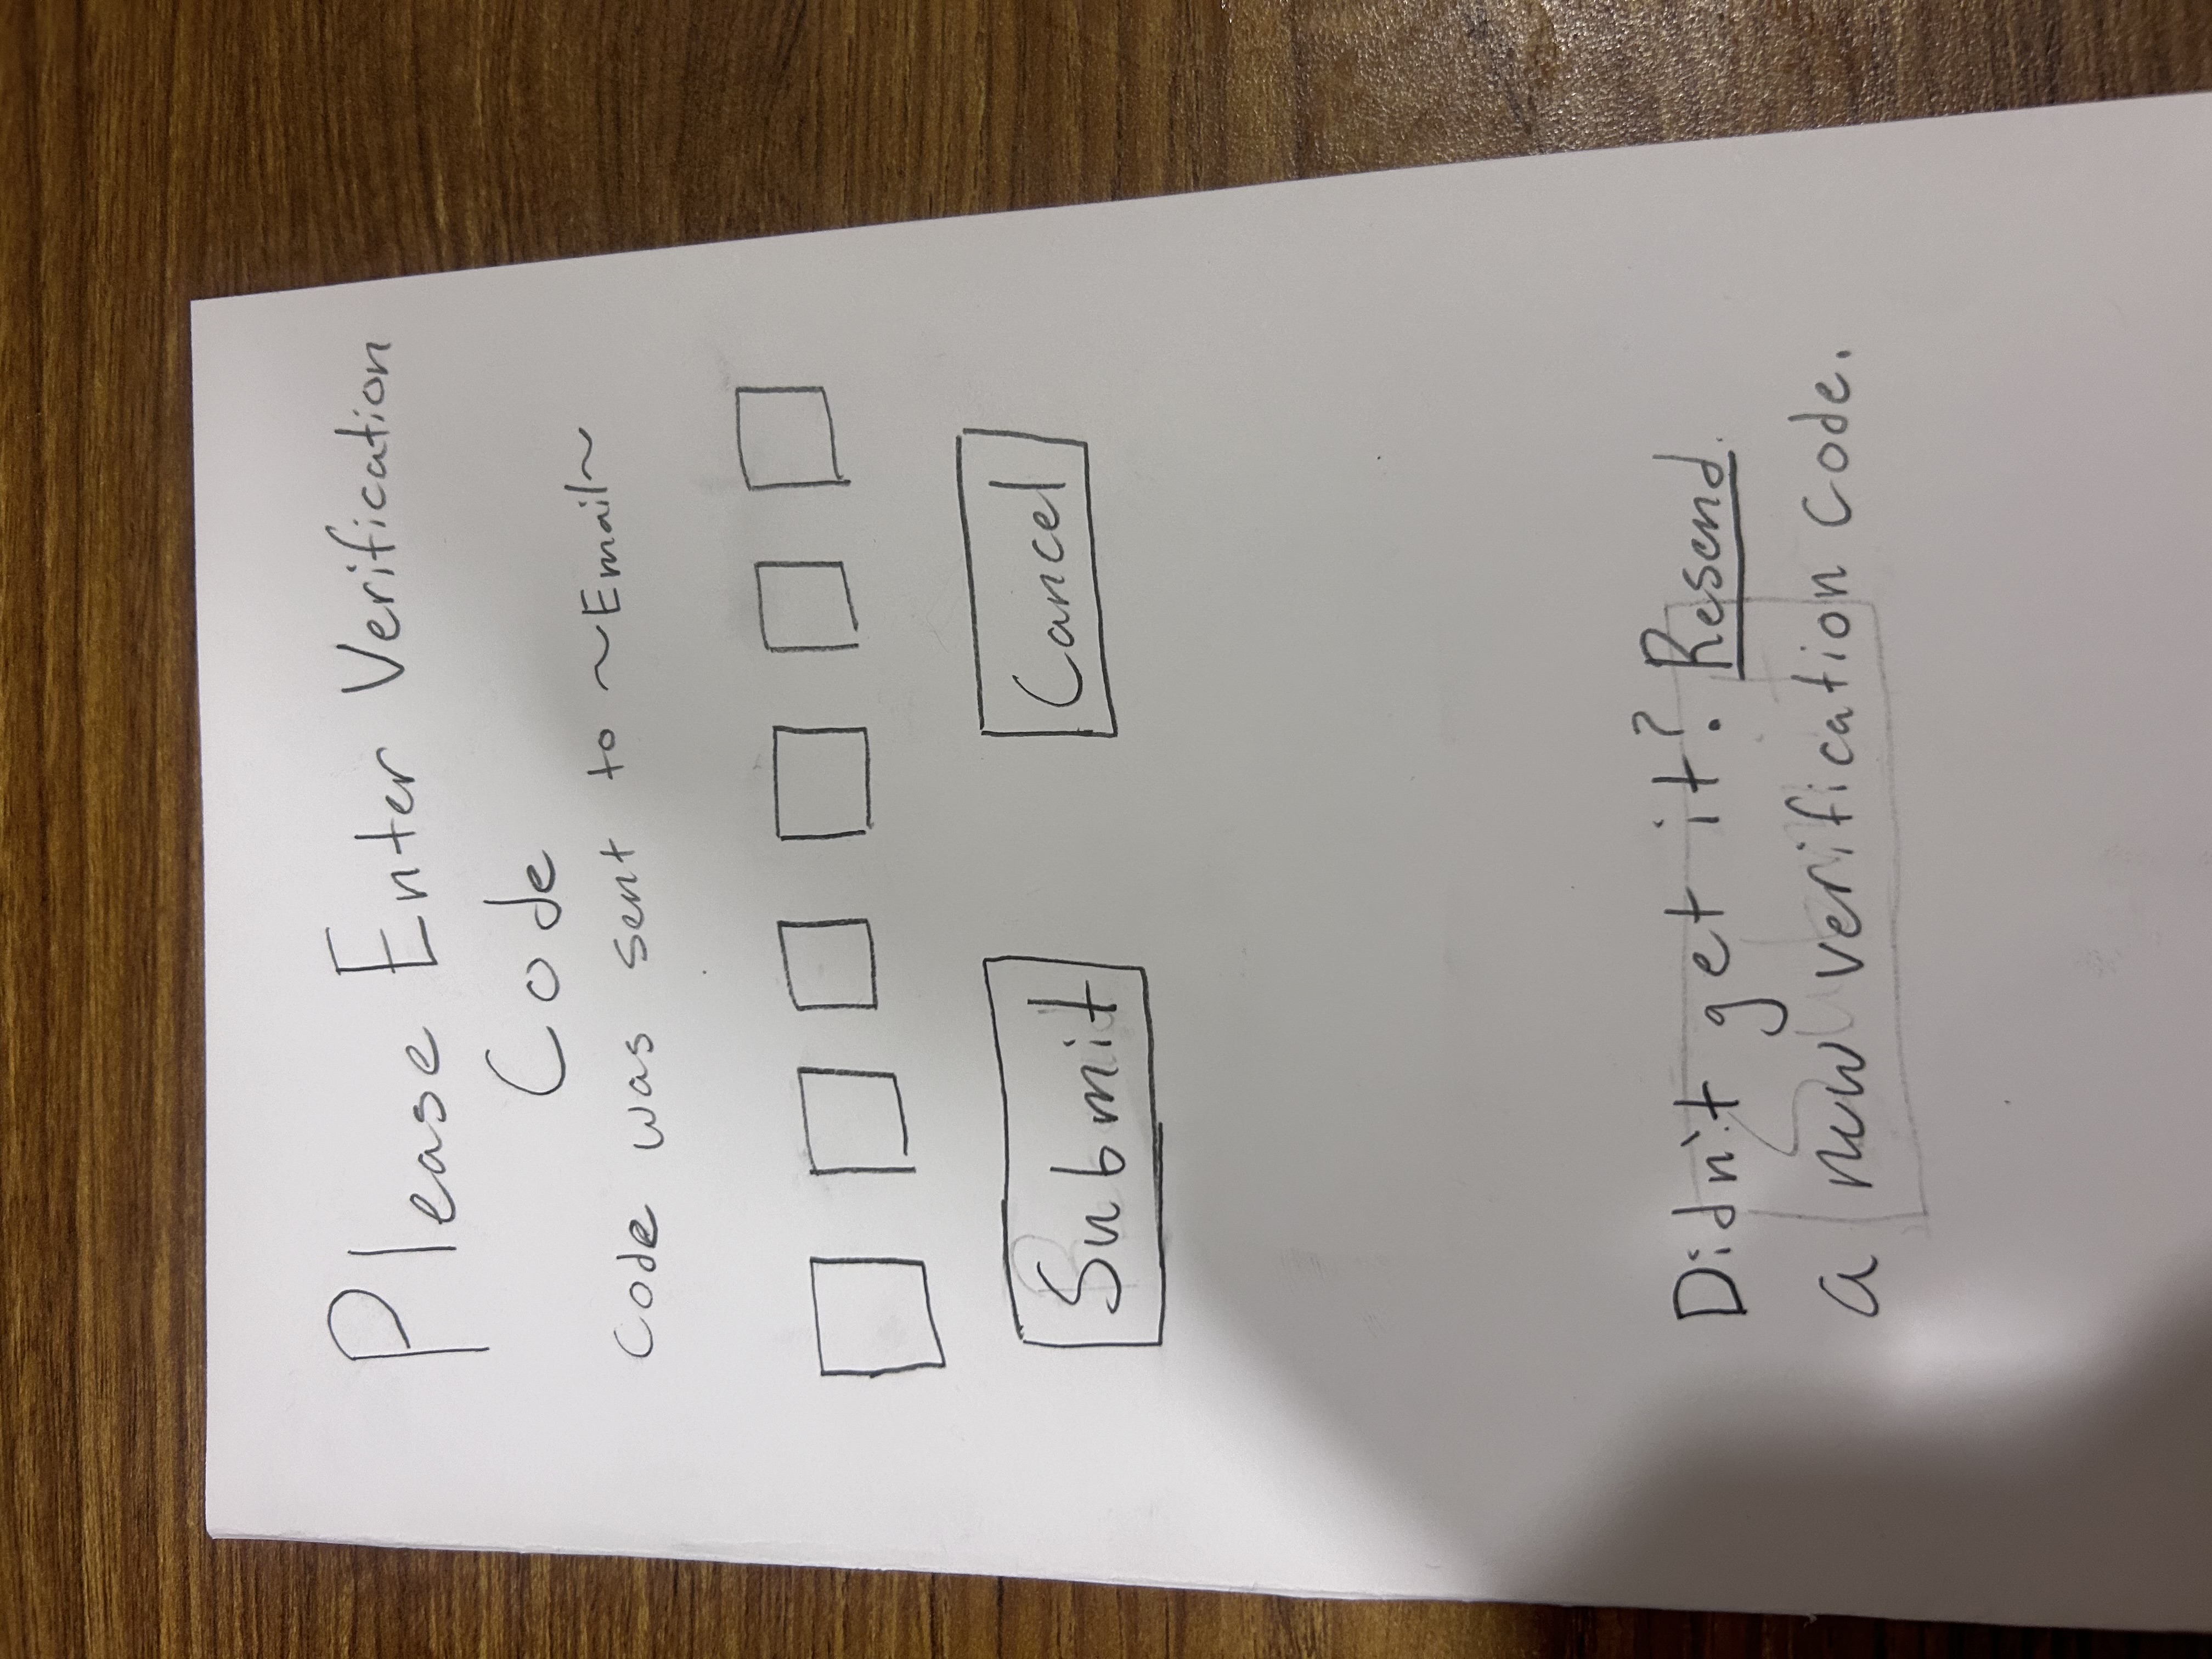 Please Enter Verification
Code
Code was sent to ~Email~
Submit
Cancel
Didn't get it? Resend
a new verification code.